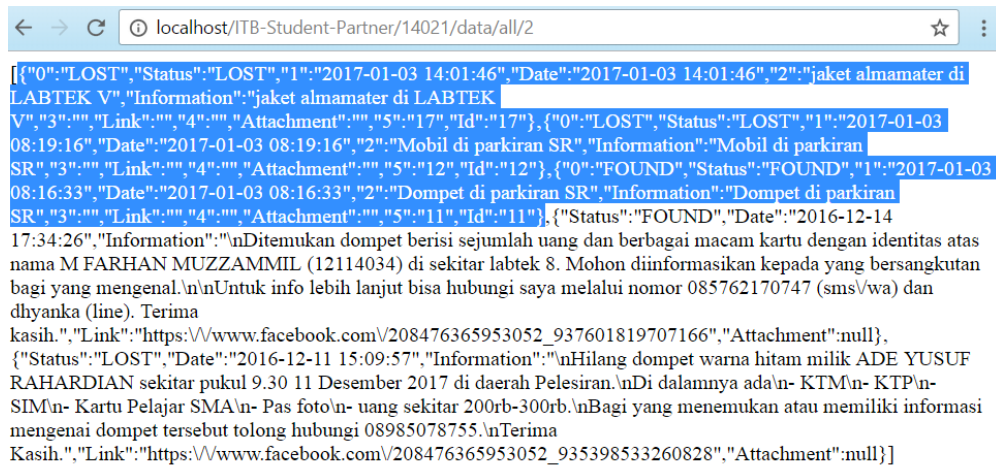 localhost/ITB-Student-Partner/14021/data/all/2
[{"0":"LOST","Status":"LOST","1":"2017-01-03 14:01:46","Date":"2017-01-03 14:01:46","2":"jaket almamater di
LABTEK V","Information":"jaket almamater di LABTEK
V","3":"","Link":"","4":"","Attachment":"","5":"17","Id":"17"},{"0":"LOST","Status":"LOST","1":"2017-01-03
08:19:16","Date":"2017-01-03 08:19:16","2":"Mobil di parkiran SR","Information":"Mobil di parkiran
SR","3":"","Link":"","4":"","Attachment":"","5":"12","Id":"12"},{"0":"FOUND","Status":"FOUND","1":"2017-01-03
08:16:33","Date":"2017-01-03 08:16:33","2":"Dompet di parkiran SR","Information":"Dompet di parkiran
SR","3":"","Link":"","4":"","Attachment":"","5":"11","Id":"11"},{"Status":"FOUND","Date":"2016-12-14
17:34:26","Information":"\nDitemukan dompet berisi sejumlah uang dan berbagai macam kartu dengan identitas atas
nama M FARHAN MUZZAMMIL (12114034) di sekitar labtek 8. Mohon diinformasikan kepada yang bersangkutan
bagi yang mengenal.\n\nUntuk info lebih lanjut bisa hubungi saya melalui nomor 085762170747 (sms\/wa) dan
dhyanka (line). Terima
kasih.","Link":"https:\/\/www.facebook.com\/208476365953052_937601819707166","Attachment":null},
{"Status":"LOST","Date":"2016-12-11 15:09:57","Information":"\nHilang dompet warna hitam milik ADE YUSUF
RAHARDIAN sekitar pukul 9.30 11 Desember 2017 di daerah Pelesiran.\nDi dalamnya ada\n- KTM\n- KTP\n-
SIM\n- Kartu Pelajar SMA\n- Pas foto\n- uang sekitar 200rb-300rb.\nBagi yang menemukan atau memiliki informasi
mengenai dompet tersebut tolong hubungi 08985078755.\nTerima
Kasih.","Link":"https:\/\/www.facebook.com\/208476365953052_935398533260828","Attachment":null}]